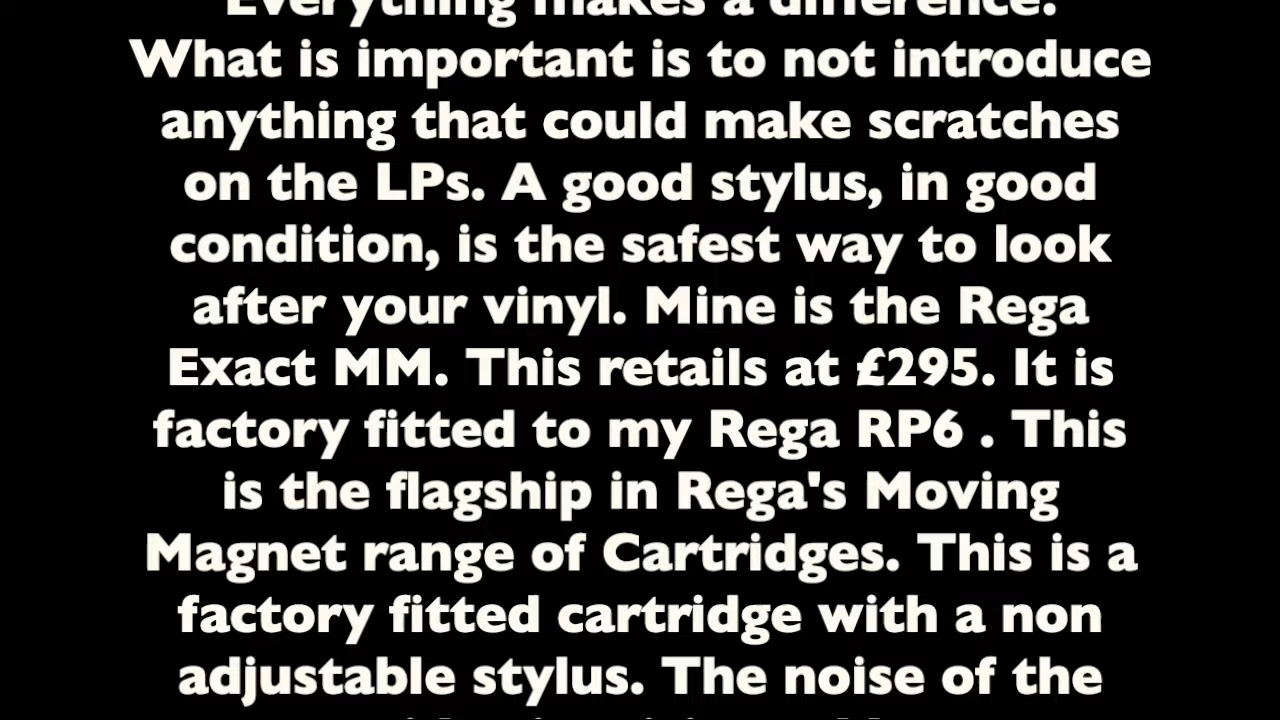 Everything makes a difference.
What is important is to not introduce
anything that could make scratches
on the LPs. A good stylus, in good
condition, is the safest way to look
after your vinyl. Mine is the Rega
Exact MM. This retails at £295. It is
factory fitted to my Rega RP6 . This
is the flagship in Rega's Moving
Magnet range of Cartridges. This is a
factory fitted cartridge with a non
adjustable stylus. The noise of the